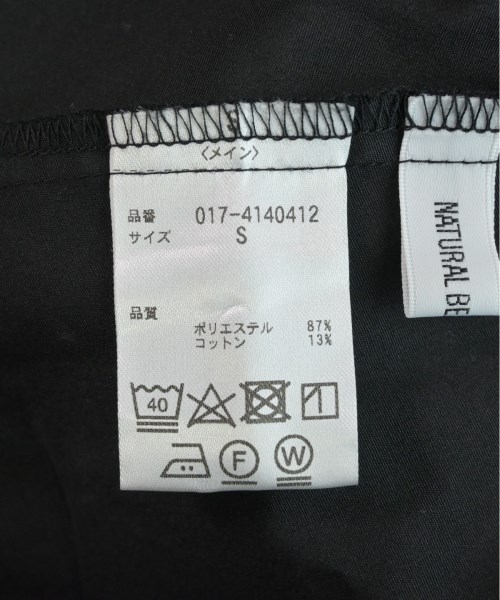 〈メイン〉
品番 017-4140412
サイズ S
品質
ポリエステル 87%
コットン 13%
40
F W
NATURAL BE